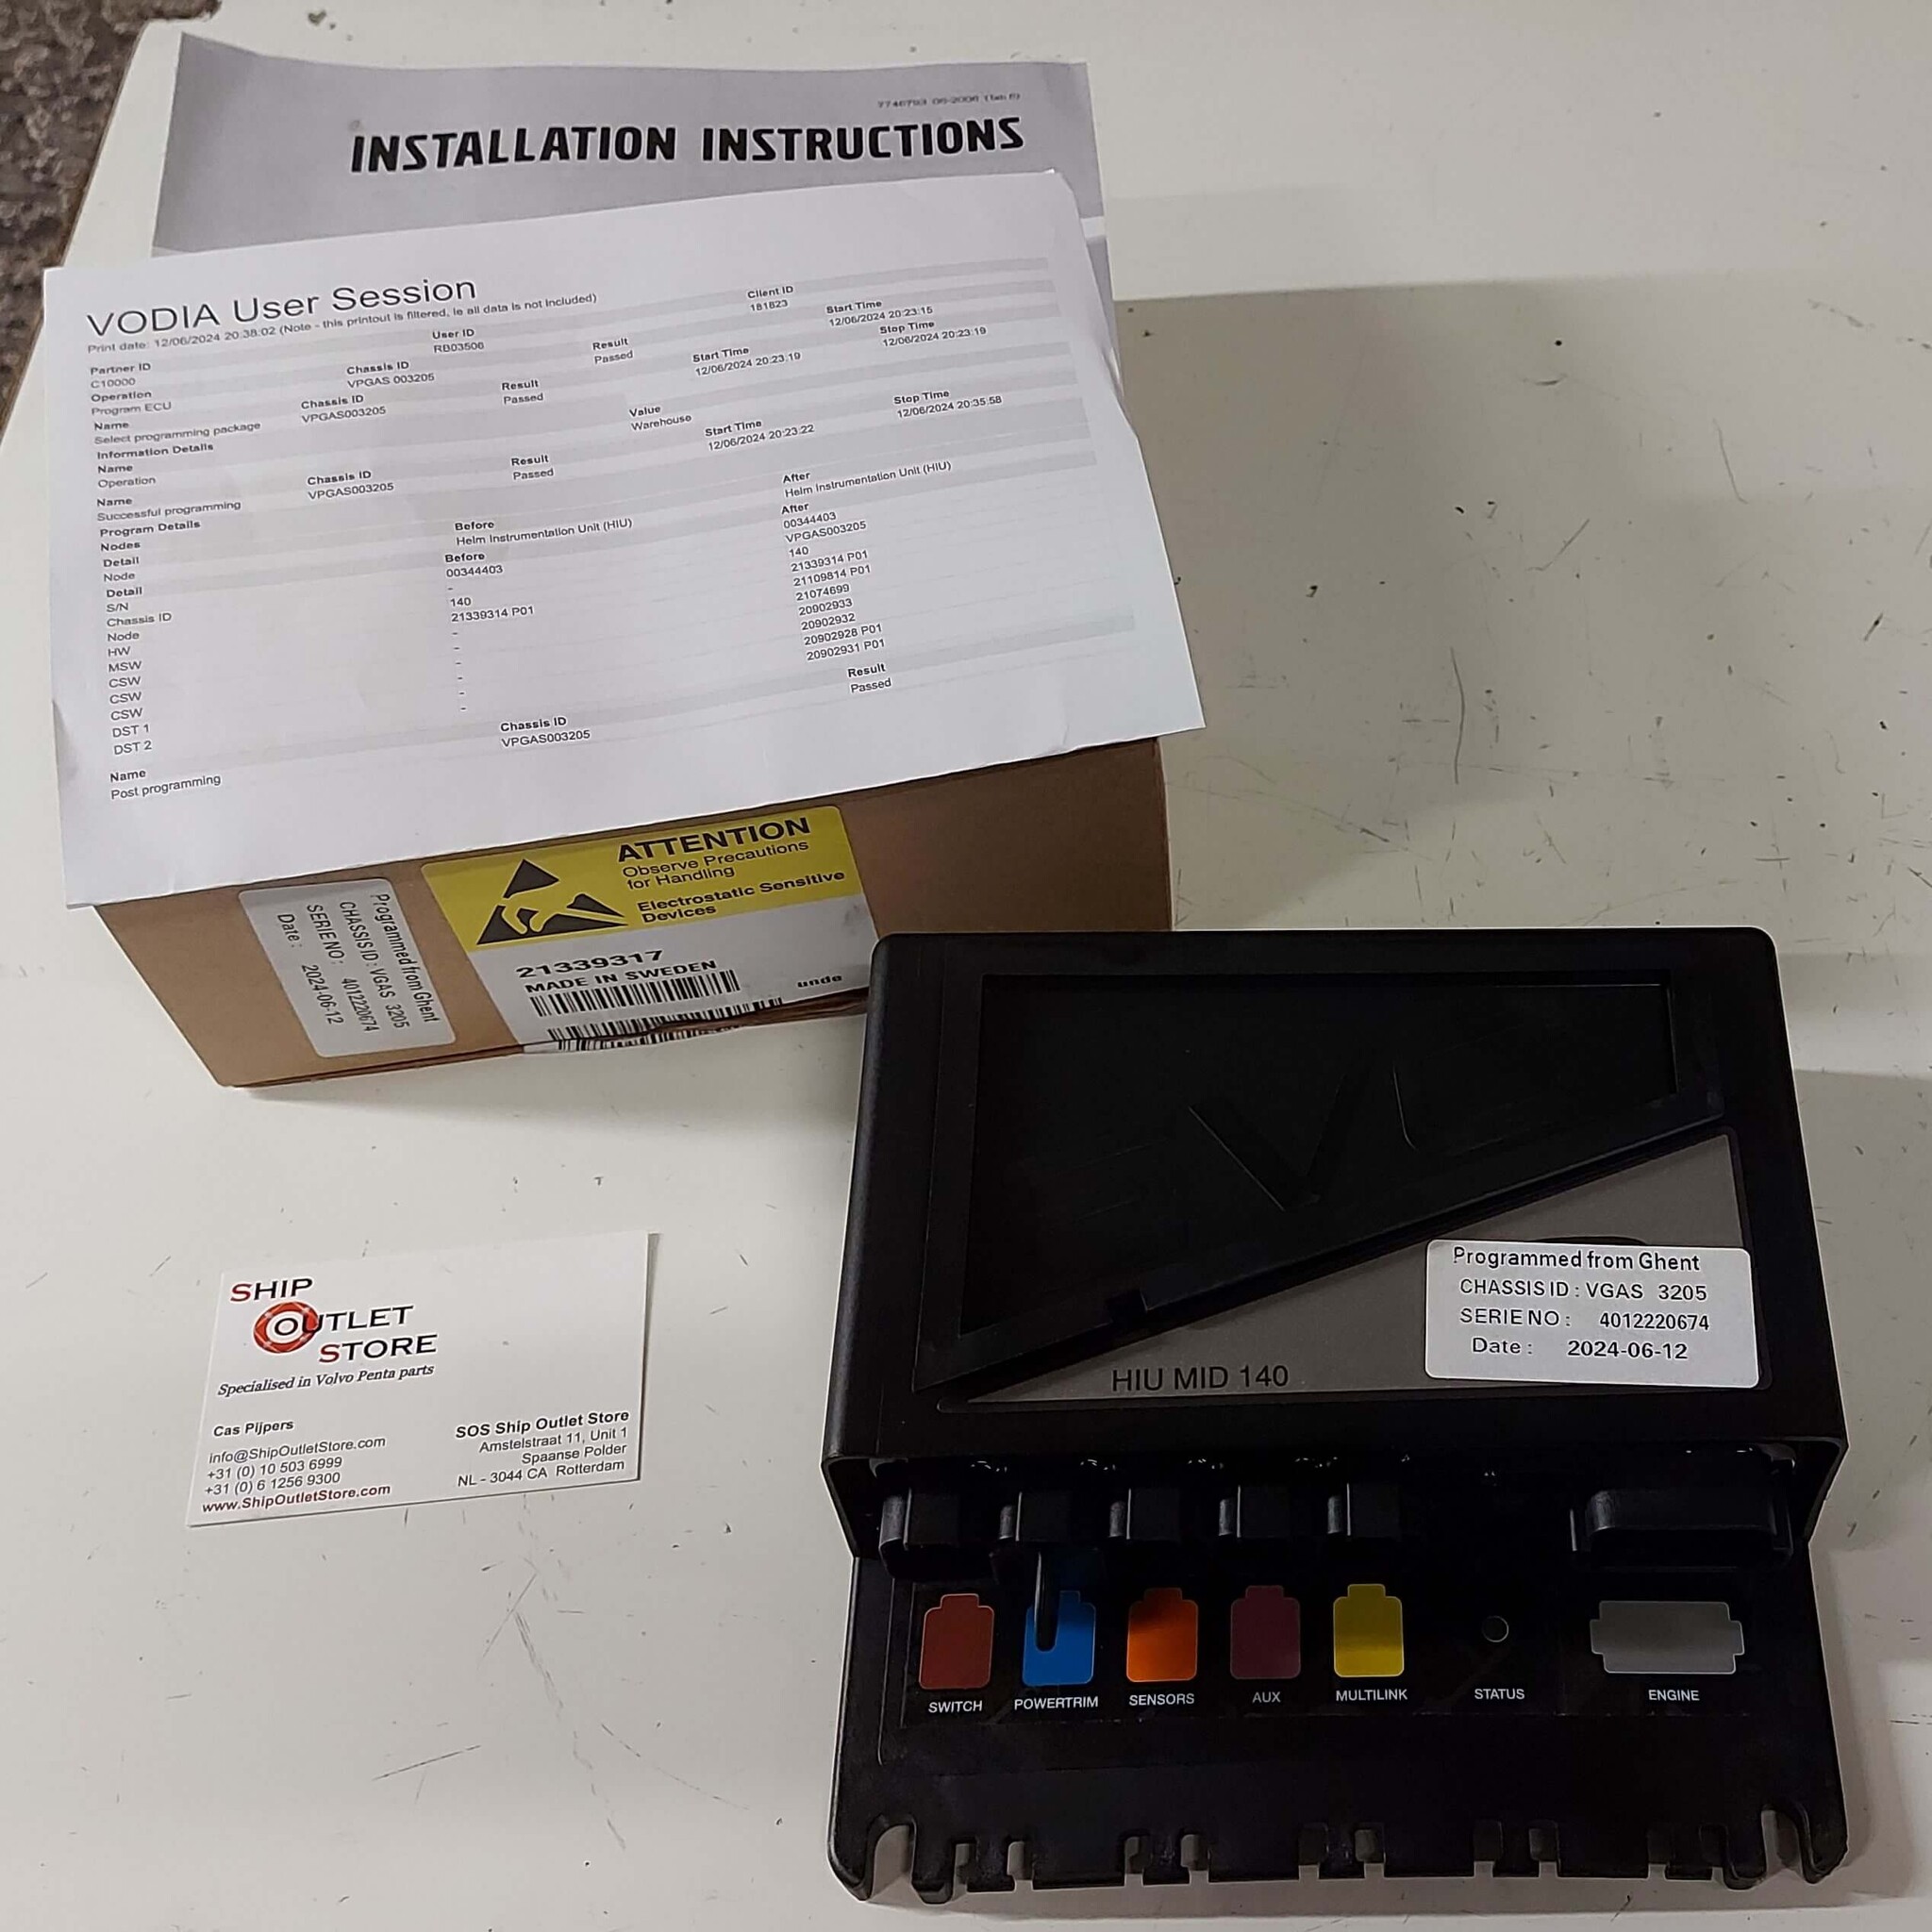 7746793 06-2006 (Tab 6)
INSTALLATION INSTRUCTIONS
VODIA User Session
Print date: 12/06/2024 20:38:02 (Note - this printout is filtered, ie all data is not included)
Partner ID User ID Client ID
C10000 RB03506 181823
Operation Chassis ID Result Start Time
Program ECU VPGAS 003205 Passed 12/06/2024 20:23:15
Stop Time
12/06/2024 20:23:19
Name Chassis ID Result Start Time
Select programming package VPGAS003205 Passed 12/06/2024 20:23:19
Information Details
Name Value
Operation Warehouse
Name Chassis ID Result Start Time Stop Time
Successful programming VPGAS003205 Passed 12/06/2024 20:23:22 12/06/2024 20:35:58
Program Details
Nodes Before After
Detail Helm Instrumentation Unit (HIU) Helm Instrumentation Unit (HIU)
Node Before After
Detail 00344403 00344403
S/N - VPGAS003205
Chassis ID 140 140
Node 21339314 P01 21339314 P01
HW - 21109814 P01
MSW - 21074699
CSW - 20902933
CSW - 20902932
CSW - 20902928 P01
DST 1 - 20902931 P01
DST 2
Name Chassis ID Result
Post programming VPGAS003205 Passed
Programmed from Ghent
CHASSIS ID : VGAS 3205
SERIE NO : 4012220674
Date : 2024-06-12
ATTENTION
Observe Precautions
for Handling
Electrostatic Sensitive
Devices
21339317
MADE IN SWEDEN
unde
SHIP
OUTLET
STORE
Specialised in Volvo Penta parts
Cas Pijpers
info@ShipOutletStore.com
+31 (0) 10 503 6999
+31 (0) 6 1256 9300
www.ShipOutletStore.com
SOS Ship Outlet Store
Amstelstraat 11, Unit 1
Spaanse Polder
NL - 3044 CA Rotterdam
Programmed from Ghent
CHASSIS ID : VGAS 3205
SERIE NO : 4012220674
Date : 2024-06-12
HIU MID 140
SWITCH POWERTRIM SENSORS AUX MULTILINK STATUS ENGINE